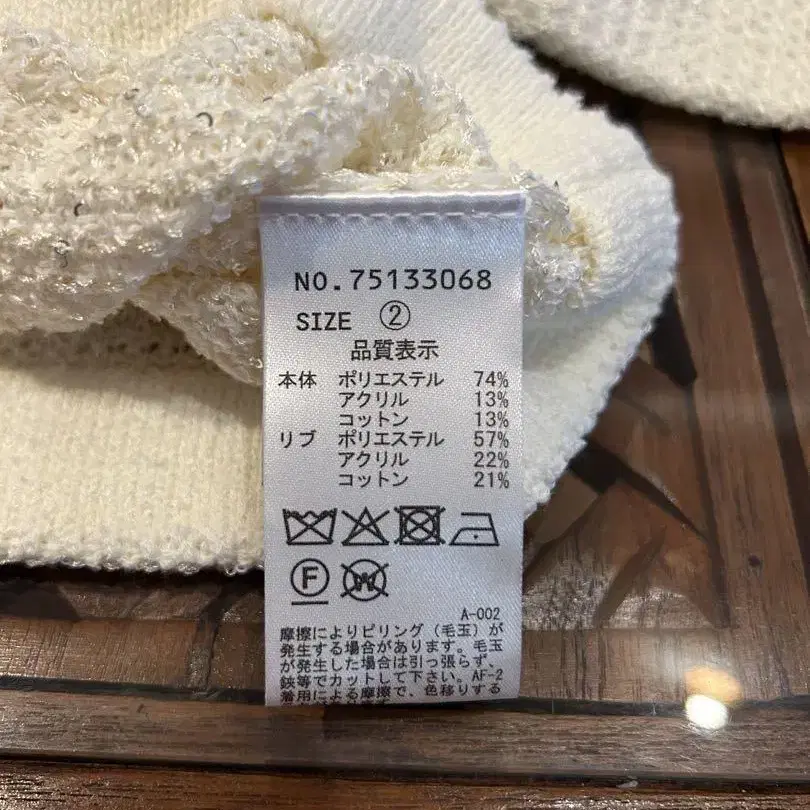 NO.75133068
SIZE ②
品質表示
本体 ポリエステル 74%
アクリル 13%
コットン 13%
リブ ポリエステル 57%
アクリル 22%
コットン 21%
F
W
A-002
摩擦によりピリング(毛玉)が
発生する場合があります。毛玉
が発生した場合は引っ張らず、
鋏等でカットして下さい。AF-2
着用による摩擦で、色移りする